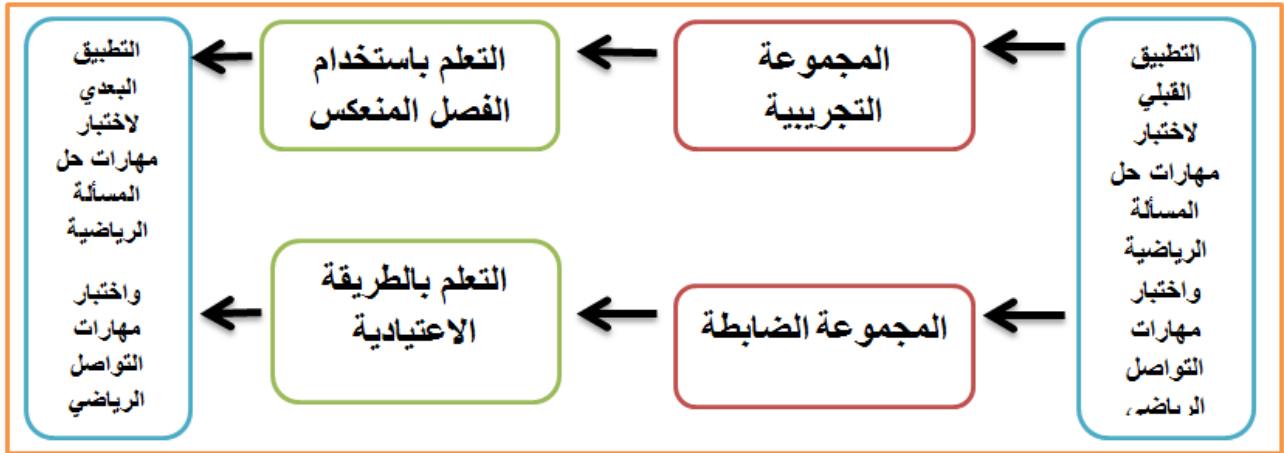 التطبيق
القبلي
لاختبار
مهارات حل
المسألة
الرياضية
واختبار
مهارات
التواصل
الرياضي
المجموعة
التجريبية
التعلم باستخدام
الفصل المنعكس
المجموعة الضابطة
التعلم بالطريقة
الاعتيادية
التطبيق
البعدي
لاختبار
مهارات حل
المسألة
الرياضية
واختبار
مهارات
التواصل
الرياضي